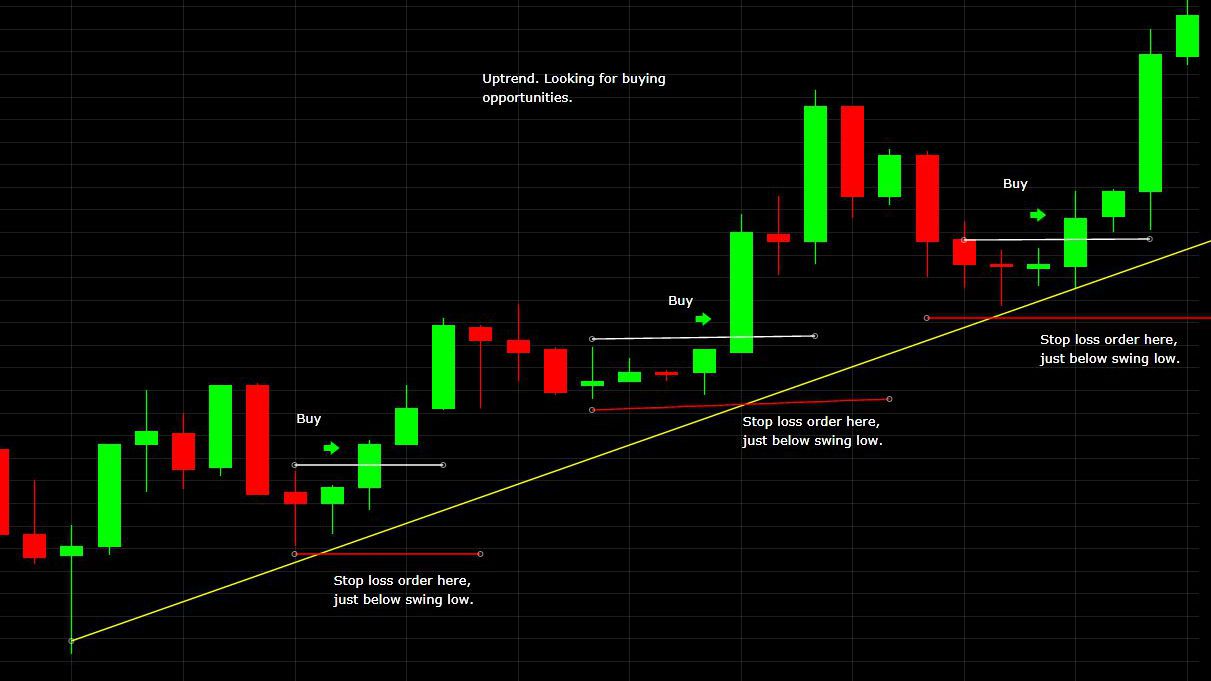 Uptrend. Looking for buying
opportunities.
Buy
Buy
Stop loss order here,
just below swing low.
Buy
Stop loss order here,
just below swing low.
Stop loss order here,
just below swing low.